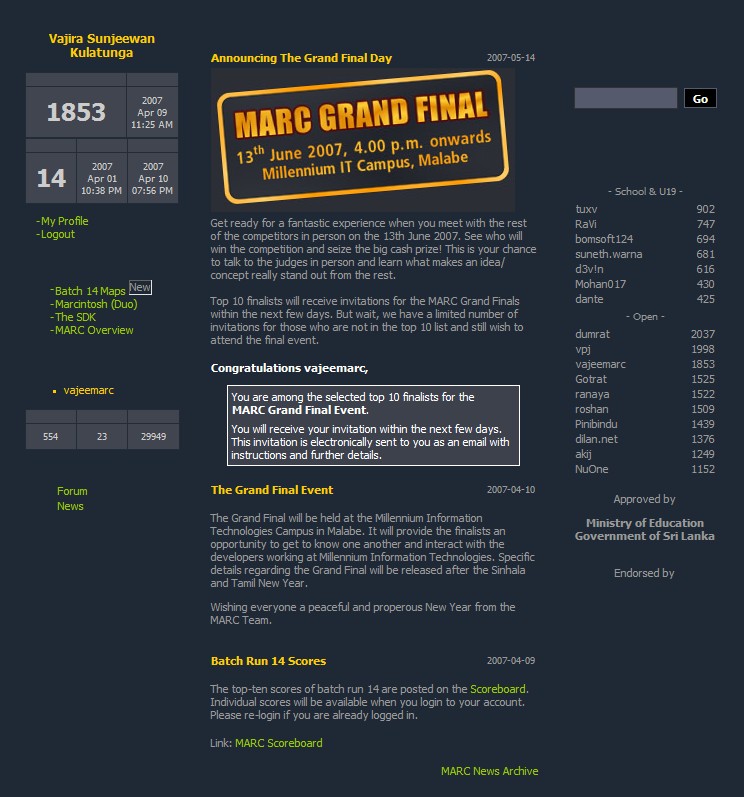 Vajira Sunjeewan
Kulatunga
1853
2007
Apr 09
11:25 AM
14
2007
Apr 01
10:38 PM
2007
Apr 10
07:56 PM
-My Profile
-Logout
-Batch 14 Maps New
-Marcintosh (Duo)
-The SDK
-MARC Overview
vajeemarc
554 23 29949
Forum
News
Announcing The Grand Final Day 2007-05-14
MARC GRAND FINAL
13th June 2007, 4.00 p.m. onwards
Millennium IT Campus, Malabe
Get ready for a fantastic experience when you meet with the rest
of the competitors in person on the 13th June 2007. See who will
win the competition and seize the big cash prize! This is your chance
to talk to the judges in person and learn what makes an idea/
concept really stand out from the rest.
Top 10 finalists will receive invitations for the MARC Grand Finals
within the next few days. But wait, we have a limited number of
invitations for those who are not in the top 10 list and still wish to
attend the final event.
Congratulations vajeemarc,
You are among the selected top 10 finalists for the
MARC Grand Final Event.
You will receive your invitation within the next few days.
This invitation is electronically sent to you as an email with
instructions and further details.
The Grand Final Event 2007-04-10
The Grand Final will be held at the Millennium Information
Technologies Campus in Malabe. It will provide the finalists an
opportunity to get to know one another and interact with the
developers working at Millennium Information Technologies. Specific
details regarding the Grand Final will be released after the Sinhala
and Tamil New Year.
Wishing everyone a peaceful and properous New Year from the
MARC Team.
Batch Run 14 Scores 2007-04-09
The top-ten scores of batch run 14 are posted on the Scoreboard.
Individual scores will be available when you login to your account.
Please re-login if you are already logged in.
Link: MARC Scoreboard
MARC News Archive
Go
- School & U19 -
tuxv 902
RaVi 747
bomsoft124 694
suneth.warna 681
d3v!n 616
Mohan017 430
dante 425
- Open -
dumrat 2037
vpj 1998
vajeemarc 1853
Gotrat 1525
ranaya 1522
roshan 1509
Pinibindu 1439
dilan.net 1376
akij 1249
NuOne 1152
Approved by
Ministry of Education
Government of Sri Lanka
Endorsed by